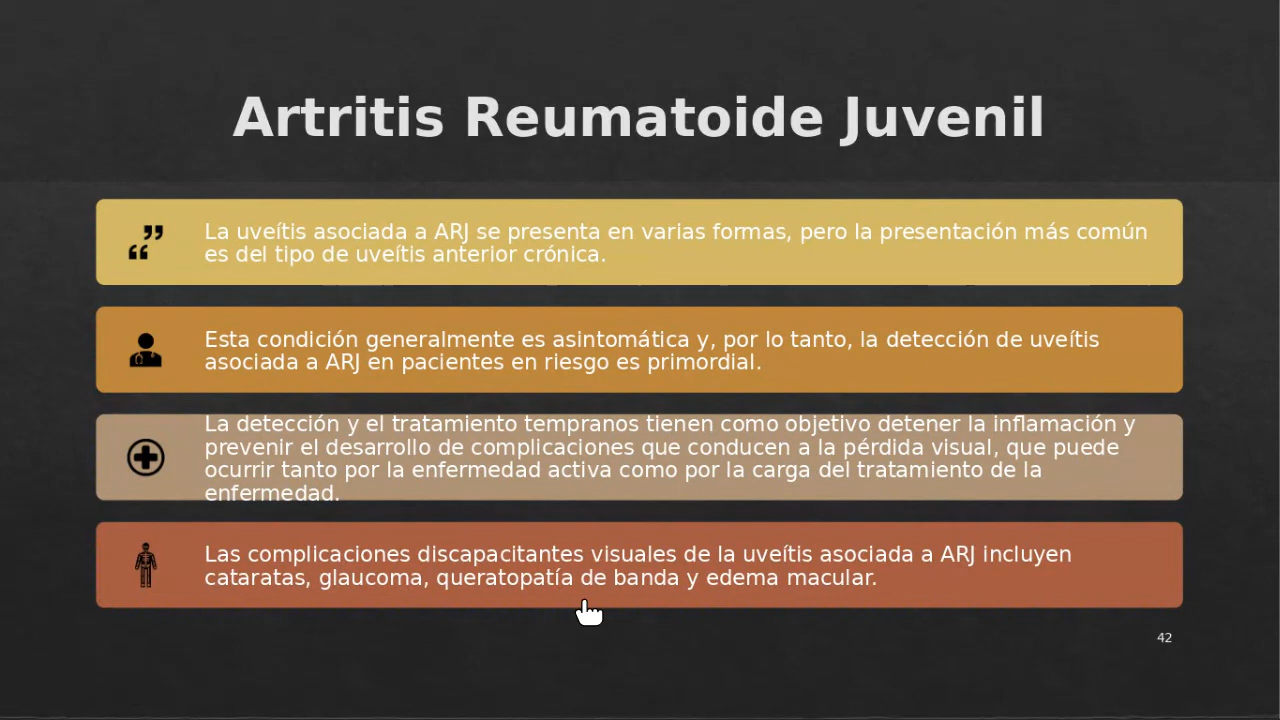 Artritis Reumatoide Juvenil
La uveítis asociada a ARJ se presenta en varias formas, pero la presentación más común
es del tipo de uveítis anterior crónica.
Esta condición generalmente es asintomática y, por lo tanto, la detección de uveítis
asociada a ARJ en pacientes en riesgo es primordial.
La detección y el tratamiento tempranos tienen como objetivo detener la inflamación y
prevenir el desarrollo de complicaciones que conducen a la pérdida visual, que puede
ocurrir tanto por la enfermedad activa como por la carga del tratamiento de la
enfermedad.
Las complicaciones discapacitantes visuales de la uveítis asociada a ARJ incluyen
cataratas, glaucoma, queratopatía de banda y edema macular.
42